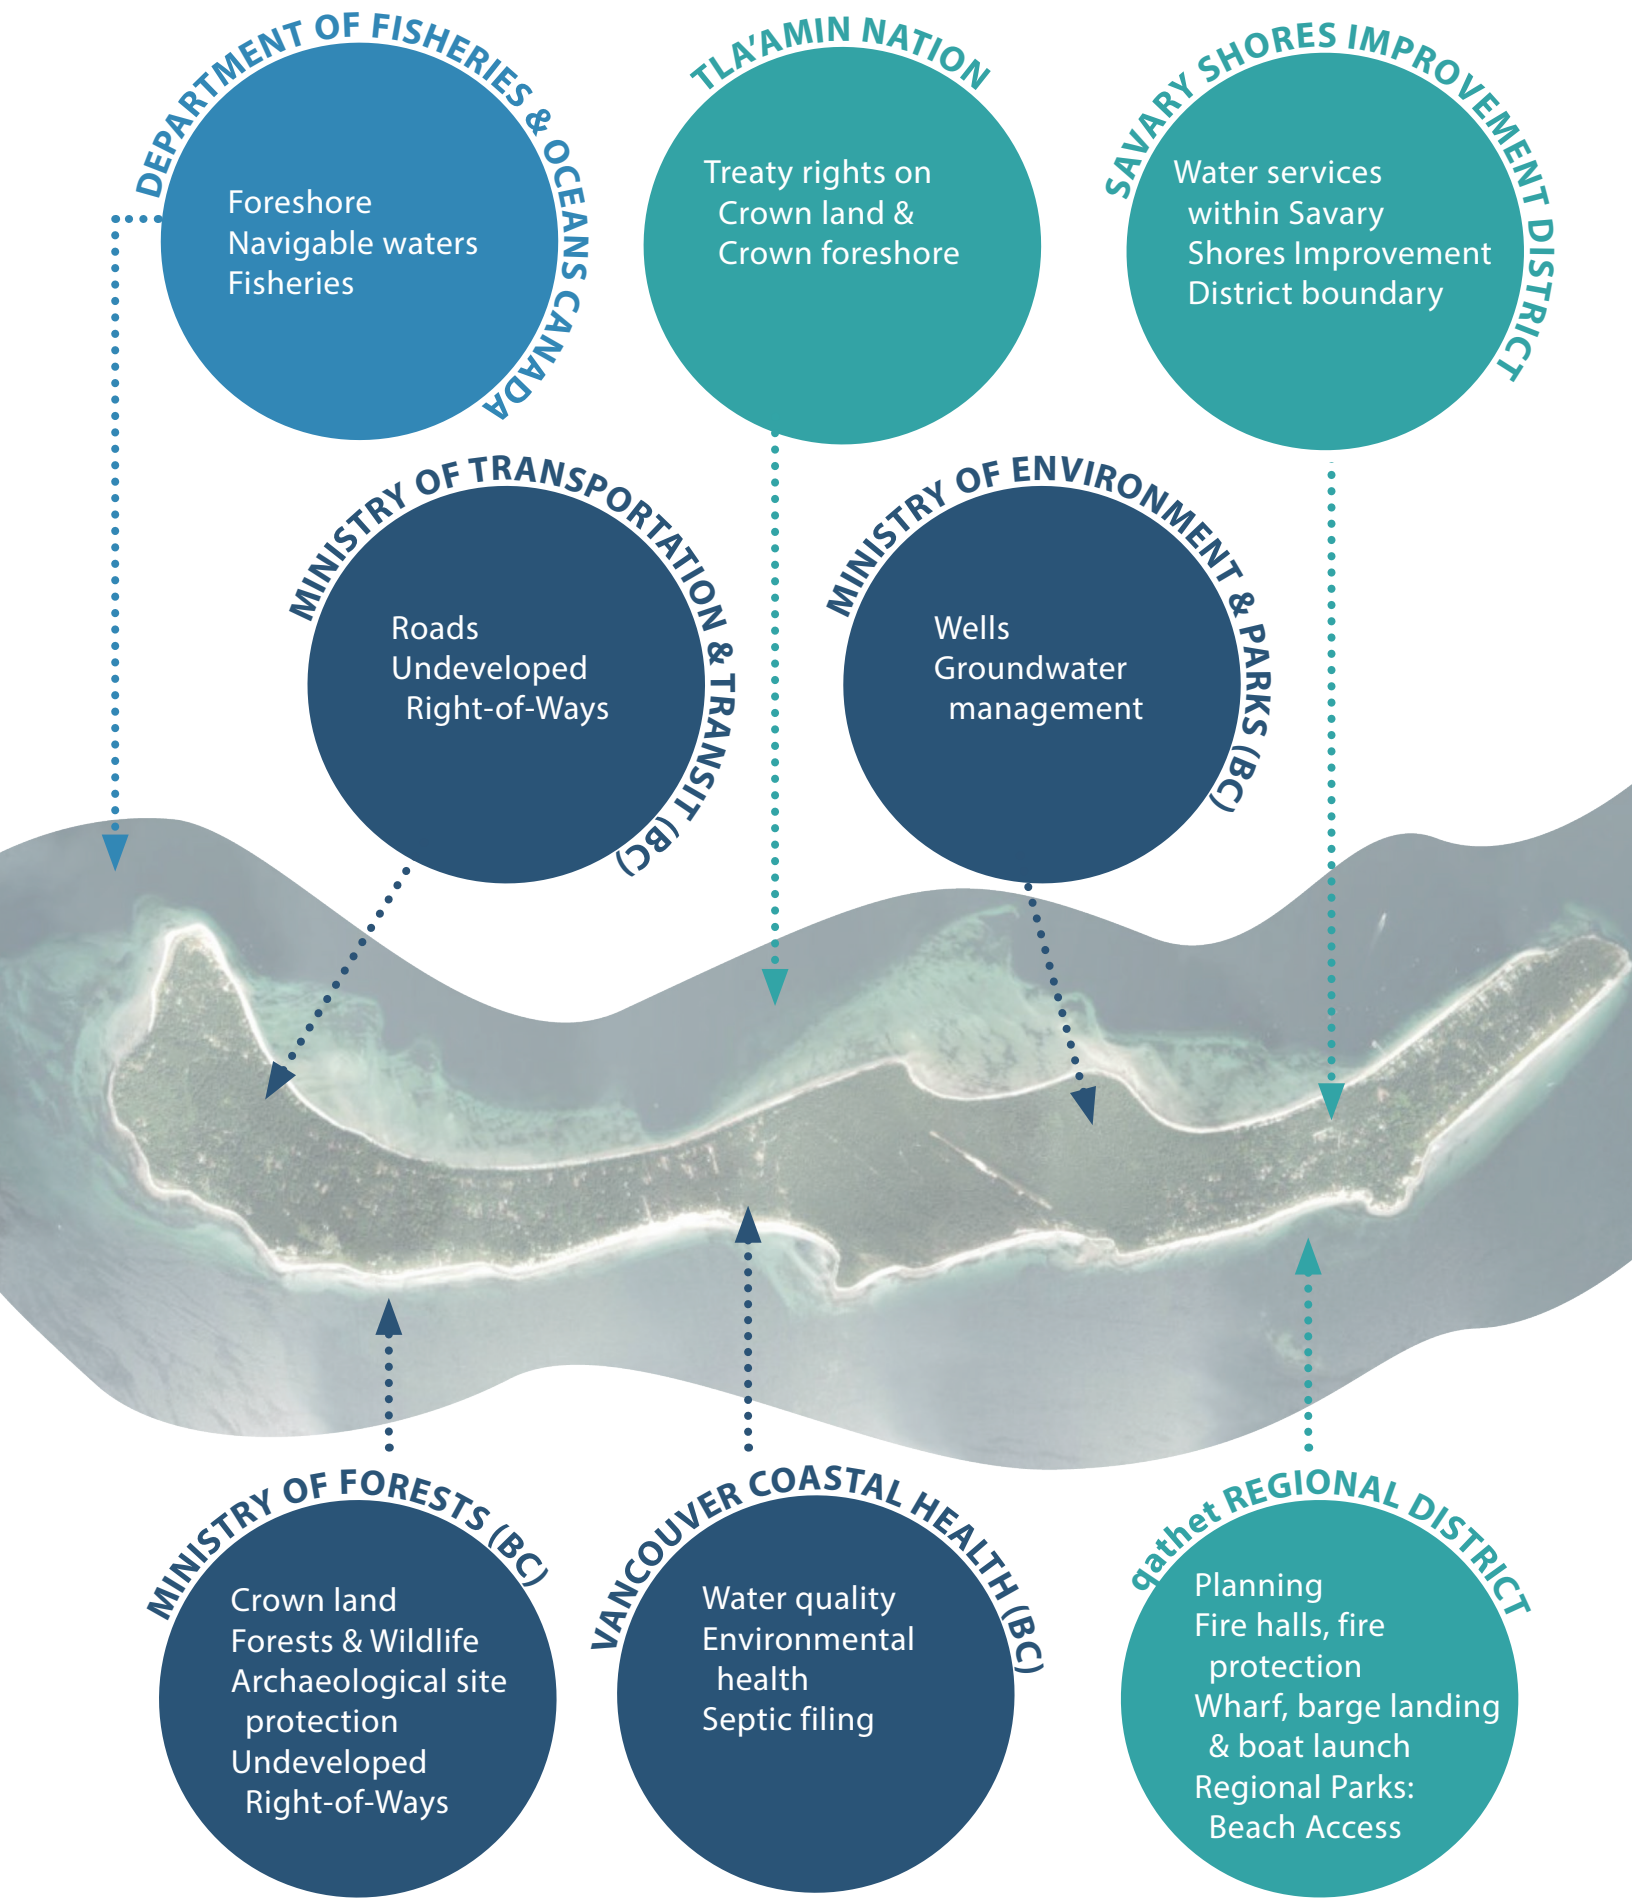 DEPARTMENT OF FISHERIES & OCEANS CANADA
Foreshore
Navigable waters
Fisheries
TLA'AMIN NATION
Treaty rights on
Crown land &
Crown foreshore
SAVARY SHORES IMPROVEMENT DISTRICT
Water services
within Savary
Shores Improvement
District boundary
MINISTRY OF TRANSPORTATION & TRANSIT (BC)
Roads
Undeveloped
Right-of-Ways
MINISTRY OF ENVIRONMENT & PARKS (BC)
Wells
Groundwater
management
MINISTRY OF FORESTS (BC)
Crown land
Forests & Wildlife
Archaeological site
protection
Undeveloped
Right-of-Ways
VANCOUVER COASTAL HEALTH (BC)
Water quality
Environmental
health
Septic filing
qathet REGIONAL DISTRICT
Planning
Fire halls, fire
protection
Wharf, barge landing
& boat launch
Regional Parks:
Beach Access